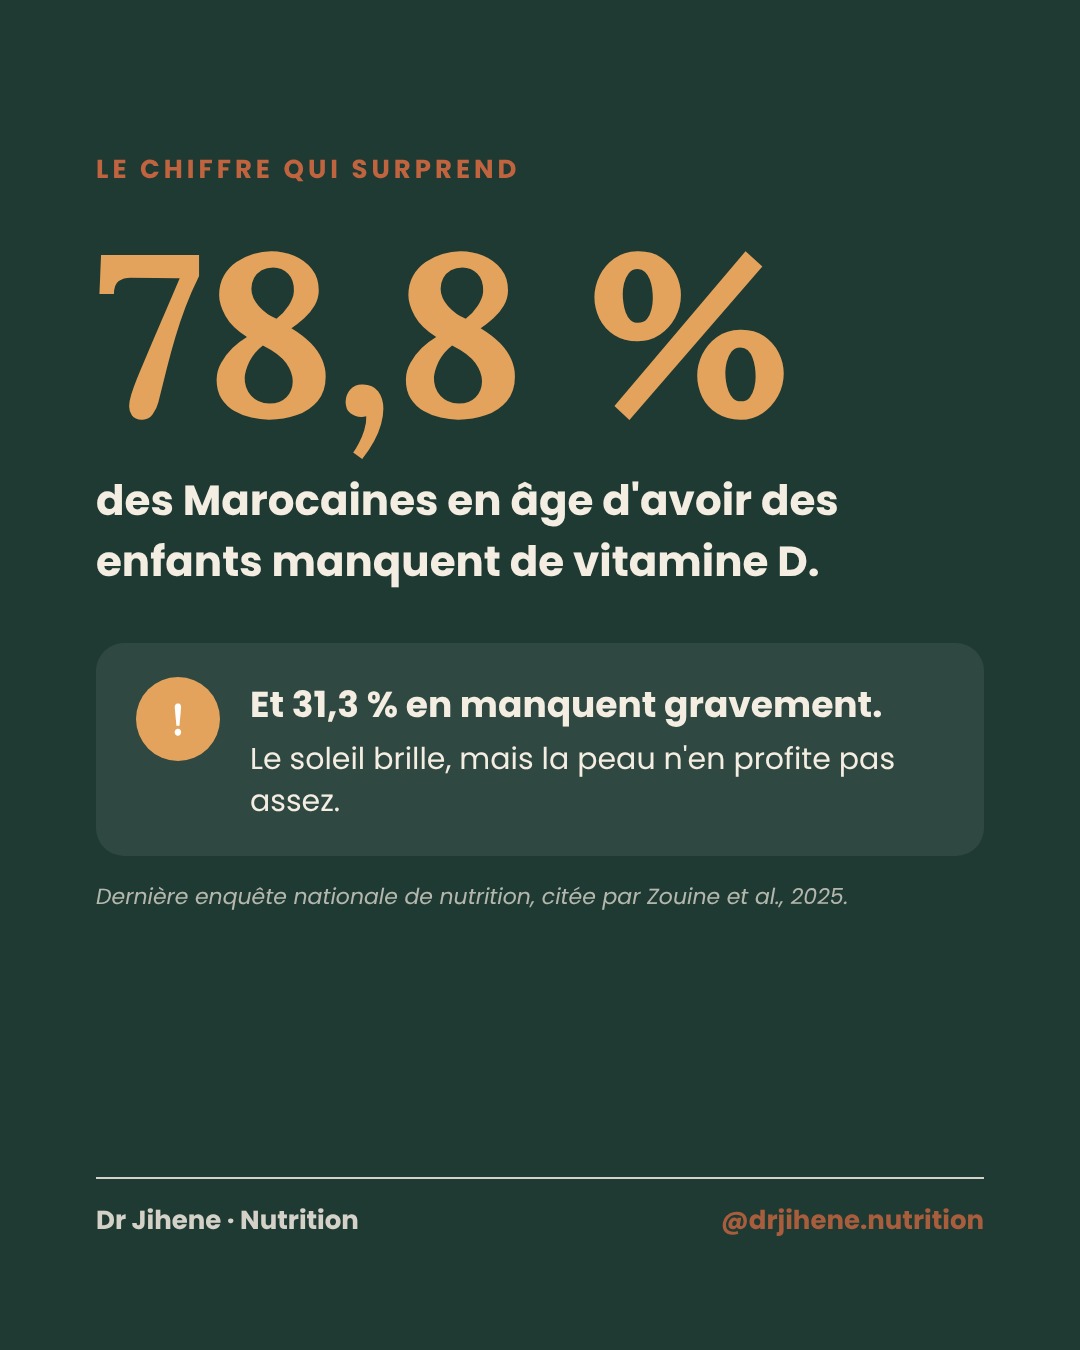 LE CHIFFRE QUI SURPREND
78,8 %
des Marocaines en âge d'avoir des
enfants manquent de vitamine D.
!
Et 31,3 % en manquent gravement.
Le soleil brille, mais la peau n'en profite pas
assez.
Dernière enquête nationale de nutrition, citée par Zouine et al., 2025.
Dr Jihene · Nutrition
@drjihene.nutrition